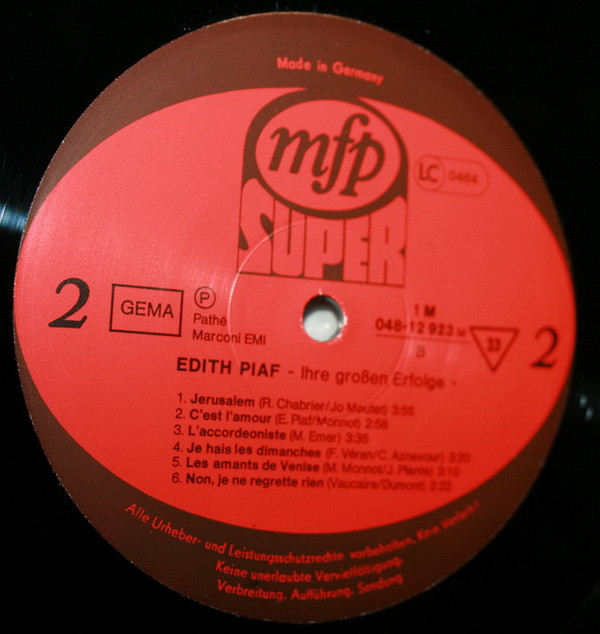 Made in Germany
mfp
SUPER
LC 0464
2
GEMA
P
Pathé
Marconi EMI
1 M
048-12 923 M
B
33
2
EDITH PIAF - Ihre großen Erfolge -
1. Jerusalem (R. Chabrier/Jo Moutet) 3:55
2. C'est l'amour (E. Piaf/Monnot) 2:58
3. L'accordeoniste (M. Emer) 3:35
4. Je hais les dimanches (F. Véran/C. Aznavour) 3:20
5. Les amants de Venise (M. Monnot/J. Plante) 3:10
6. Non, je ne regrette rien (Vaucaire/Dumont) 2:22
Alle Urheber- und Leistungsschutzrechte vorbehalten. Kein Verleih!
Keine unerlaubte Vervielfältigung,
Verbreitung, Aufführung, Sendung